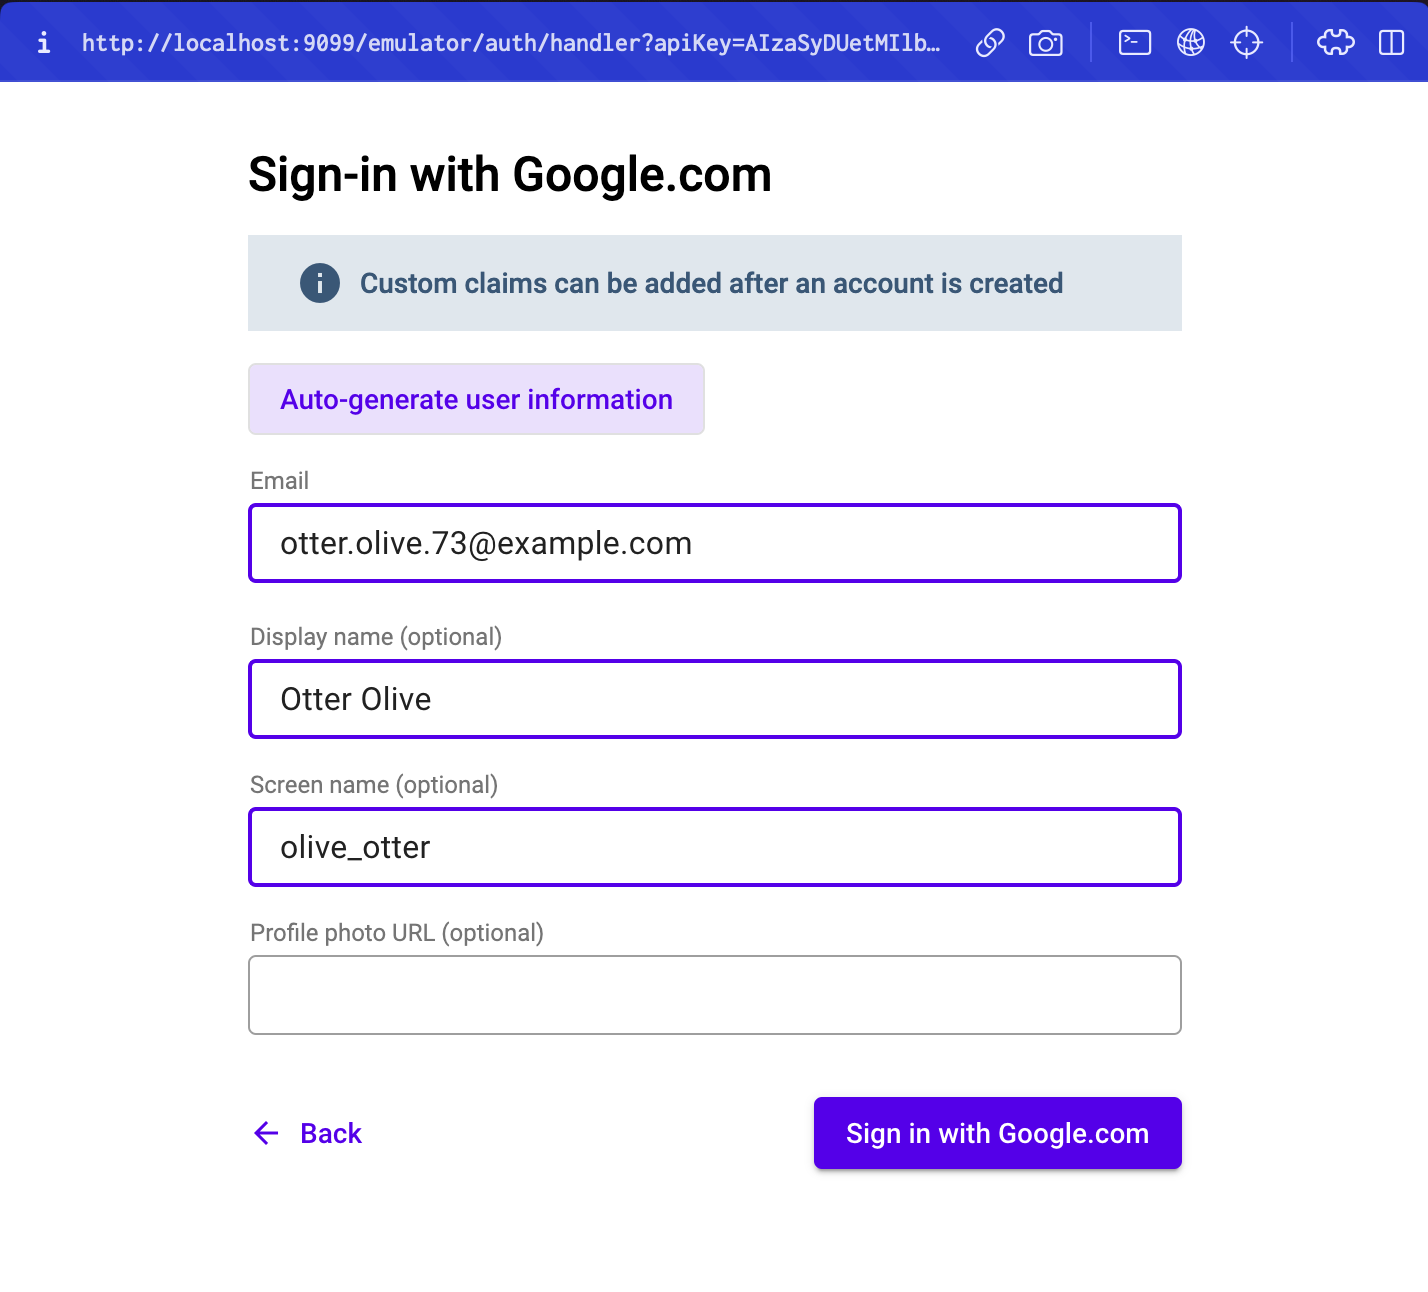 http://localhost:9099/emulator/auth/handler?apiKey=AIzaSyDUetMIlb…
Sign-in with Google.com
Custom claims can be added after an account is created
Auto-generate user information
Email
otter.olive.73@example.com
Display name (optional)
Otter Olive
Screen name (optional)
olive_otter
Profile photo URL (optional)
Back
Sign in with Google.com